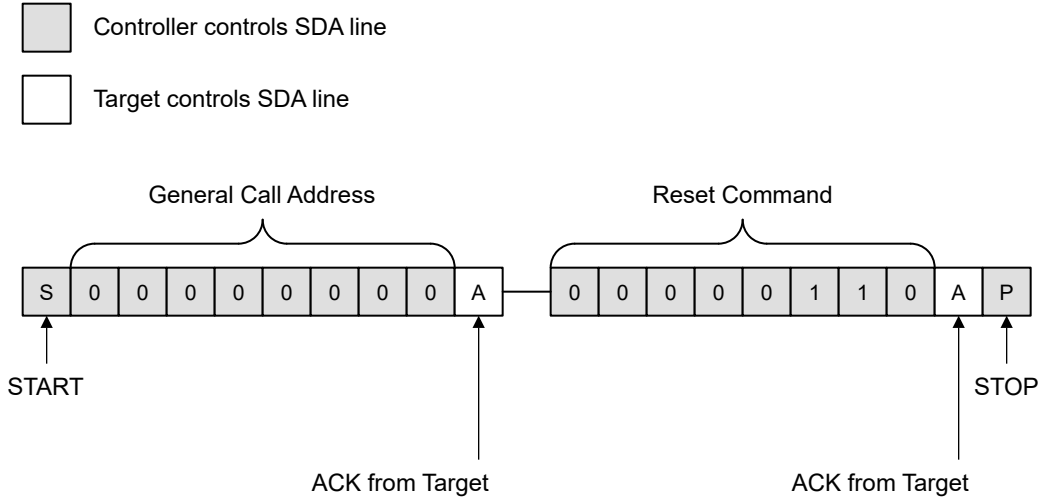 Controller controls SDA line
Target controls SDA line
General Call Address Reset Command
S 0 0 0 0 0 0 0 0 A 0 0 0 0 0 1 1 0 A P
START STOP
ACK from Target ACK from Target